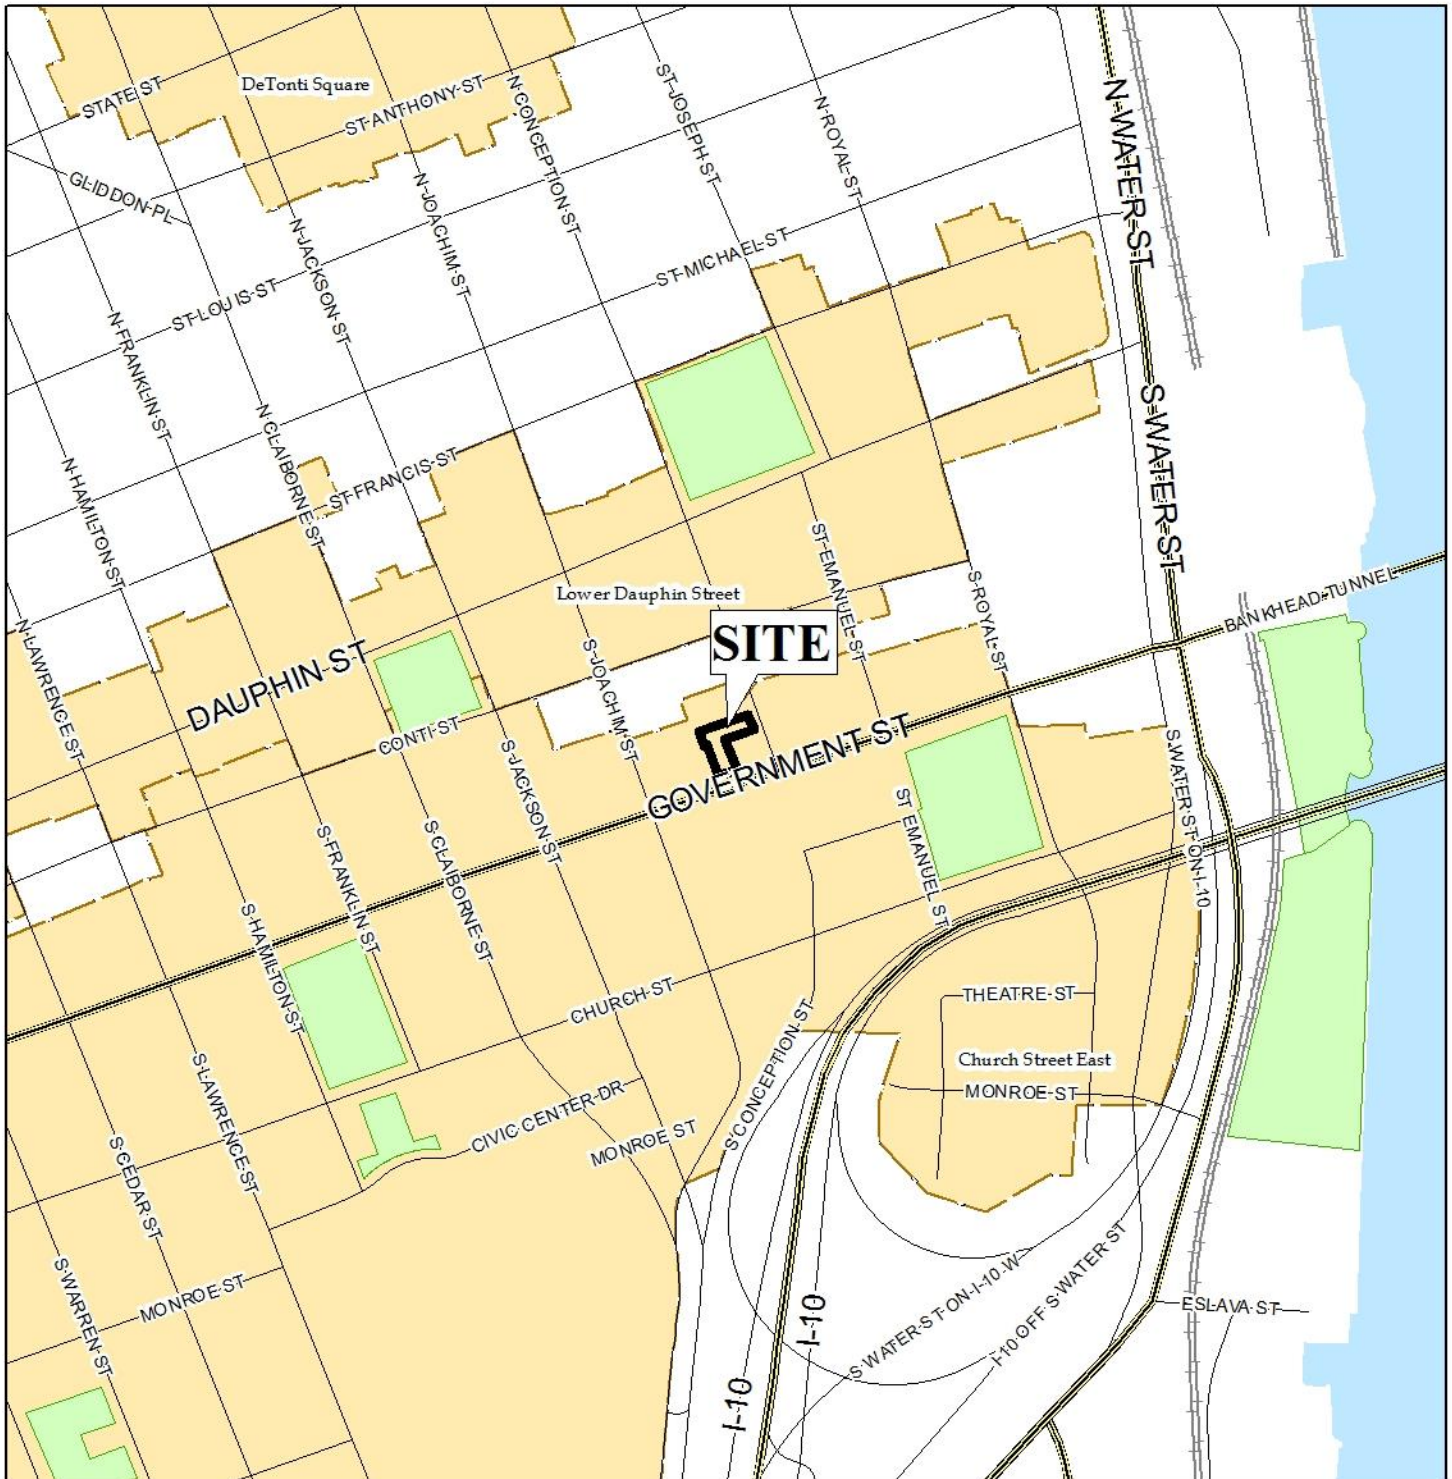 DeTonti Square
STATE ST
ST ANTHONY ST
N CONCEPTION ST
ST JOSEPH ST
N ROYAL ST
N WATER ST
GLIDDON PL
N JACKSON ST
N JOACHIM ST
ST MICHAEL ST
ST LOUIS ST
N FRANKLIN ST
N CLAIBORNE ST
ST FRANCIS ST
N HAMILTON ST
S WATER ST
ST EMANUEL ST
S ROYAL ST
BANKHEAD TUNNEL
Lower Dauphin Street
SITE
N LAWRENCE ST
DAUPHIN ST
CONTI ST
S JOACHIM ST
S JACKSON ST
GOVERNMENT ST
S WATER ST ON I-10
ST EMANUEL ST
S FRANKLIN ST
S CLAIBORNE ST
S HAMILTON ST
CHURCH ST
THEATRE ST
S CONCEPTION ST
Church Street East
MONROE ST
S LAWRENCE ST
CIVIC CENTER DR
MONROE ST
S CEDAR ST
S WARREN ST
MONROE ST
S WATER ST ON I-10 W
I-10 OFF S WATER ST
ESLAVA ST
I-10
I-10